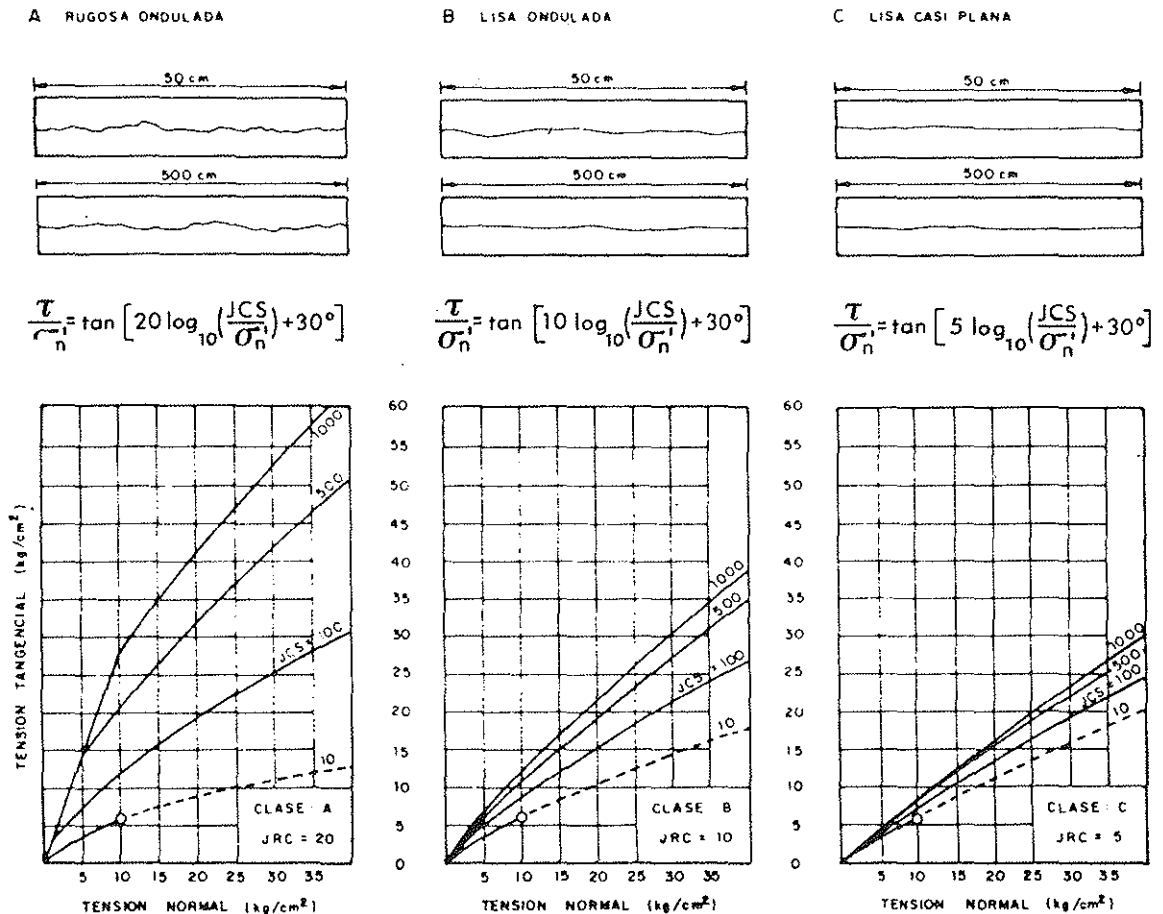 A RUGOSA ONDULADA
B LISA ONDULADA
C LISA CASI PLANA
50 cm
50 cm
50 cm
500 cm
500 cm
500 cm
τ/σn' = tan [20 log10(JCS/σn') + 30°]
τ/σn' = tan [10 log10(JCS/σn') + 30°]
τ/σn' = tan [5 log10(JCS/σn') + 30°]
TENSION TANGENCIAL (kg/cm²)
1000
500
JCS = 100
10
CLASE A
JRC = 20
5 10 15 20 25 30 35
TENSION NORMAL (kg/cm²)
60
55
50
45
40
35
30
25
20
15
10
5
0
1000
500
JCS = 100
10
CLASE B
JRC = 10
5 10 15 20 25 30 35
TENSION NORMAL (kg/cm²)
60
55
50
45
40
35
30
25
20
15
10
5
0
1000
500
JCS = 100
10
CLASE C
JRC = 5
5 10 15 20 25 30 35
TENSION NORMAL (kg/cm²)